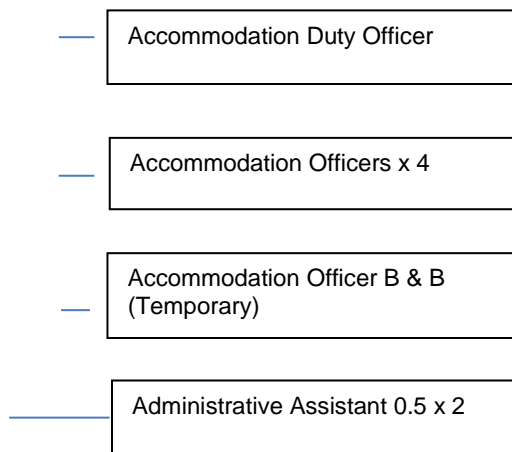 Accommodation Duty Officer
Accommodation Officers x 4
Accommodation Officer B & B
(Temporary)
Administrative Assistant 0.5 x 2